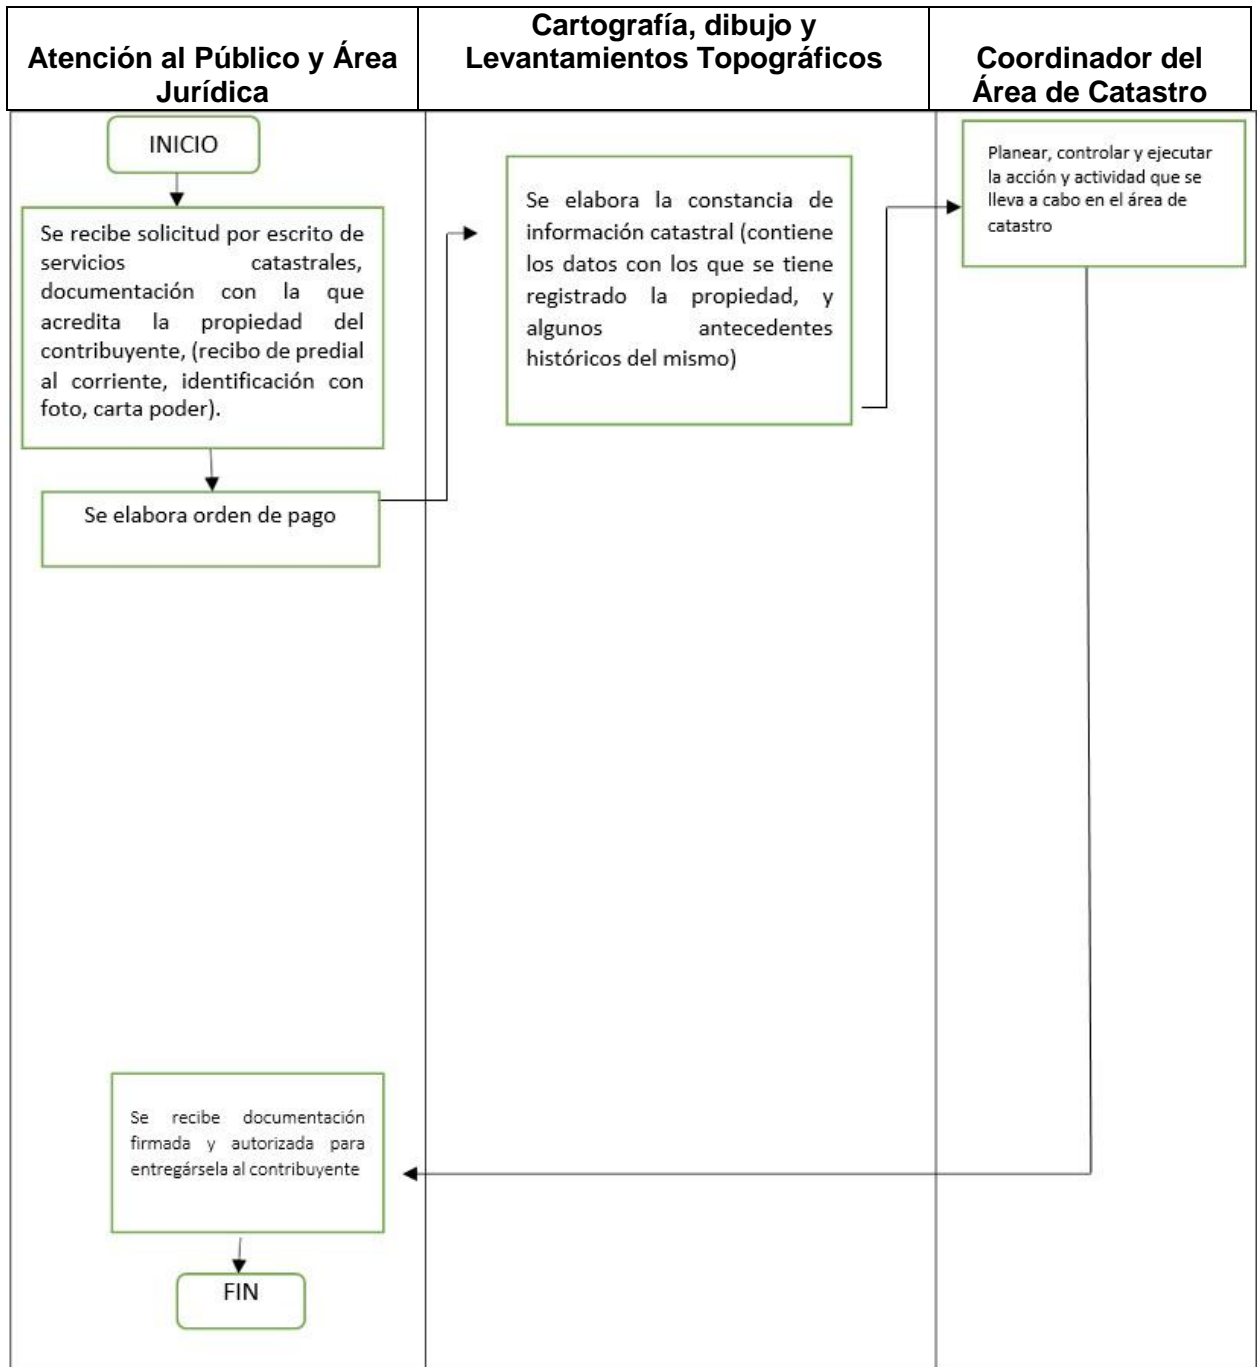 Atención al Público y Área
Jurídica
Cartografía, dibujo y
Levantamientos Topográficos
Coordinador del
Área de Catastro
INICIO
Se recibe solicitud por escrito de
servicios catastrales,
documentación con la que
acredita la propiedad del
contribuyente, (recibo de predial
al corriente, identificación con
foto, carta poder).
Se elabora orden de pago
Se elabora la constancia de
información catastral (contiene
los datos con los que se tiene
registrado la propiedad, y
algunos antecedentes
históricos del mismo)
Planear, controlar y ejecutar
la acción y actividad que se
lleva a cabo en el área de
catastro
Se recibe documentación
firmada y autorizada para
entregársela al contribuyente
FIN